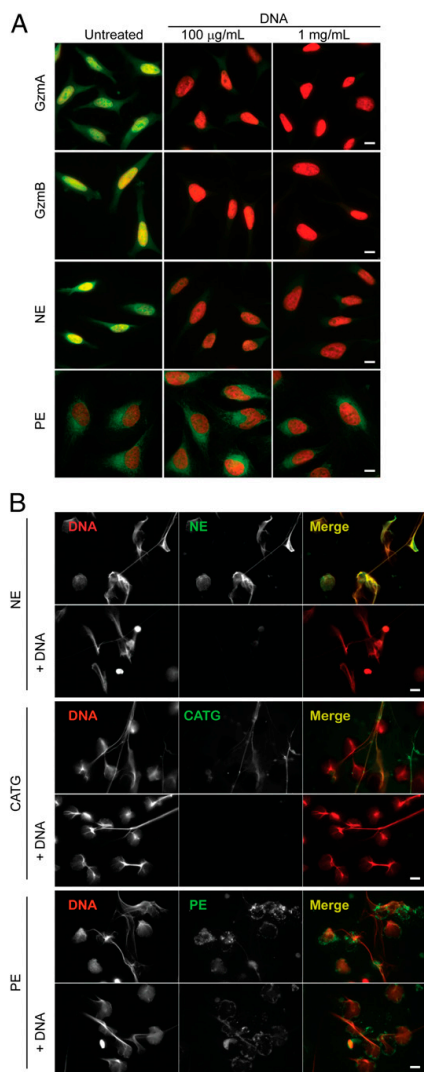 A
DNA
Untreated 100 μg/mL 1 mg/mL
GzmA
GzmB
NE
PE
B
DNA NE Merge
NE
+ DNA
DNA CATG Merge
CATG
+ DNA
DNA PE Merge
PE
+ DNA